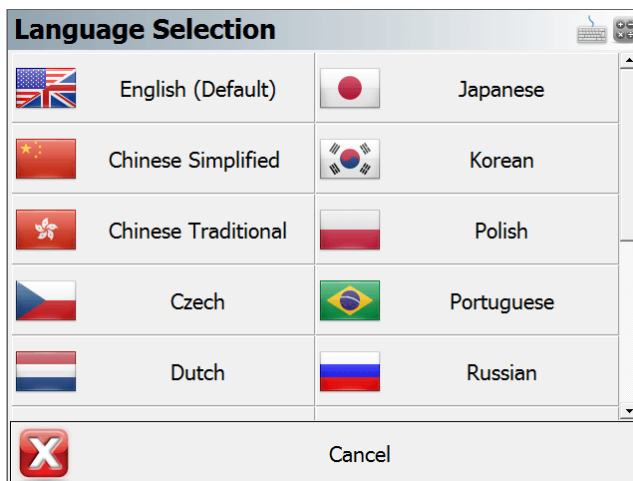 Language Selection
English (Default)
Japanese
Chinese Simplified
Korean
Chinese Traditional
Polish
Czech
Portuguese
Dutch
Russian
Cancel